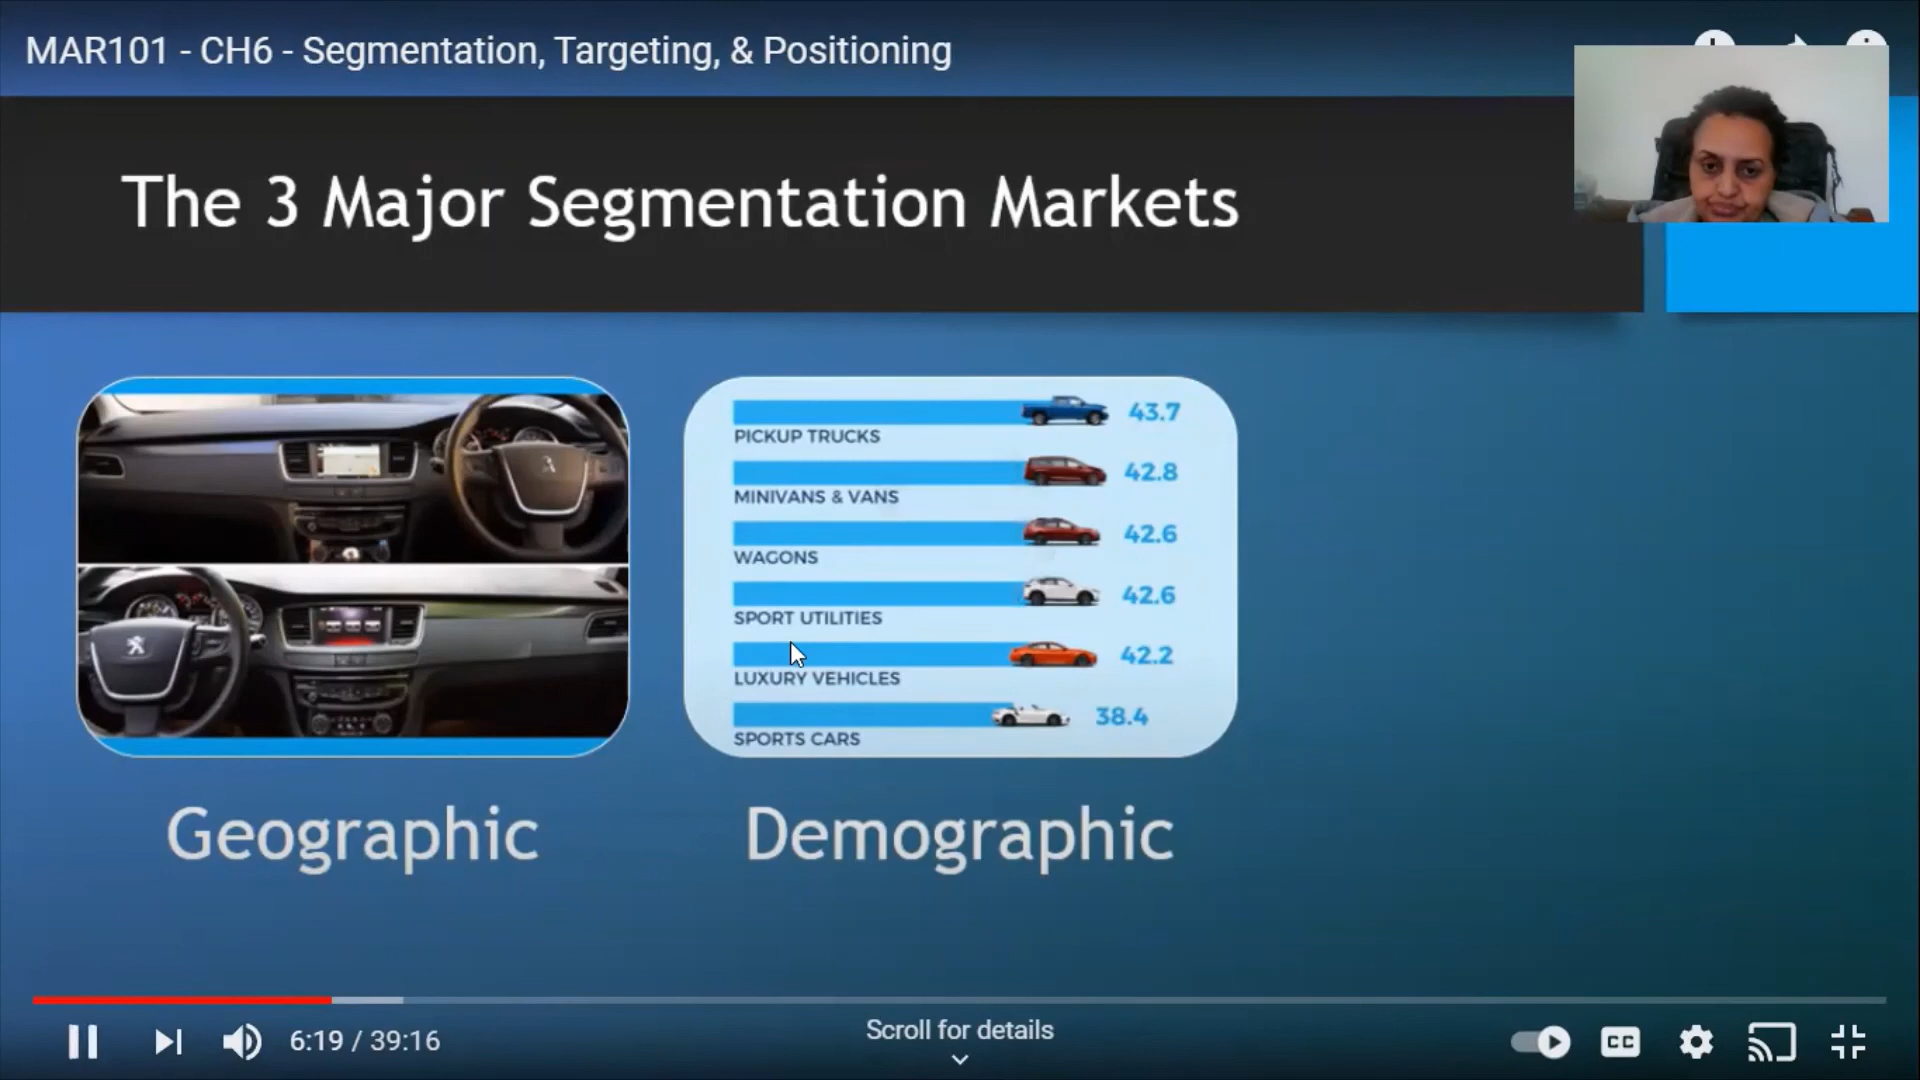 MAR101 - CH6 - Segmentation, Targeting, & Positioning
The 3 Major Segmentation Markets
43.7
PICKUP TRUCKS
42.8
MINIVANS & VANS
42.6
WAGONS
42.6
SPORT UTILITIES
42.2
LUXURY VEHICLES
38.4
SPORTS CARS
Geographic
Demographic
6:19 / 39:16
Scroll for details
CC